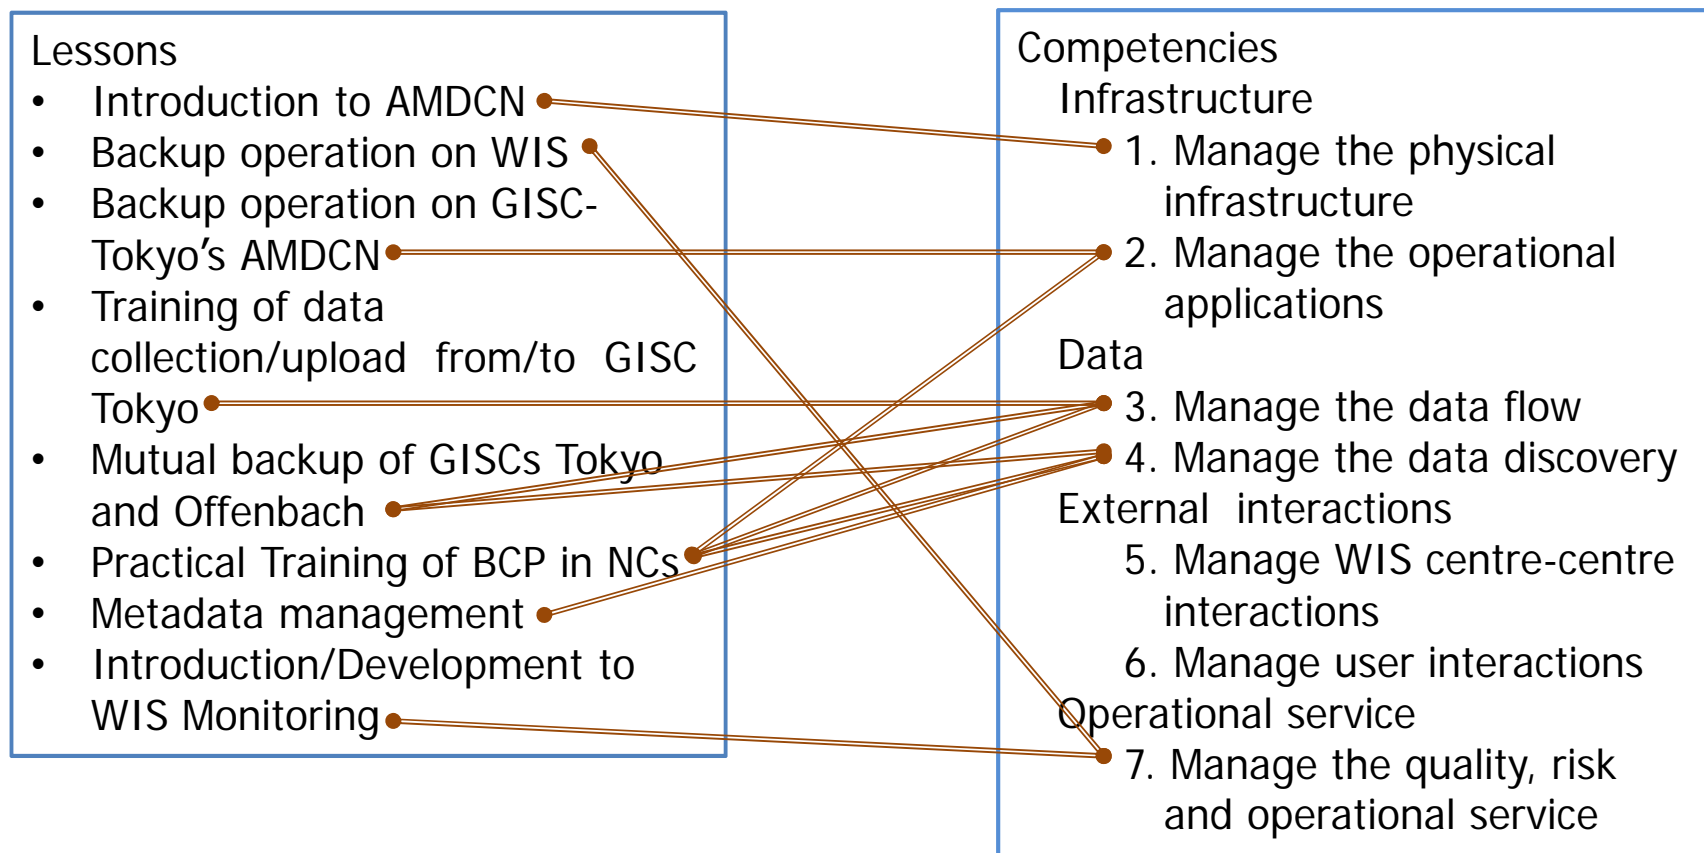 Lessons
• Introduction to AMDCN
• Backup operation on WIS
• Backup operation on GISC-
Tokyo's AMDCN
• Training of data
collection/upload from/to GISC
Tokyo
• Mutual backup of GISCs Tokyo
and Offenbach
• Practical Training of BCP in NCs
• Metadata management
• Introduction/Development to
WIS Monitoring
Competencies
Infrastructure
1. Manage the physical
infrastructure
2. Manage the operational
applications
Data
3. Manage the data flow
4. Manage the data discovery
External interactions
5. Manage WIS centre-centre
interactions
6. Manage user interactions
Operational service
7. Manage the quality, risk
and operational service